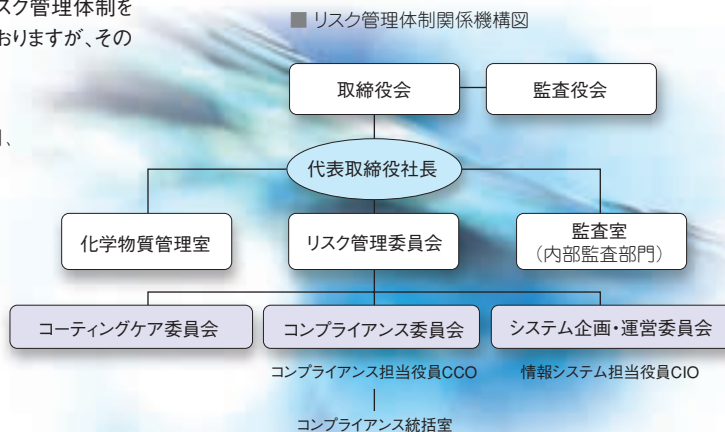 スク管理体制を
おりますが、その
■ リスク管理体制関係機構図
取締役会
監査役会
代表取締役社長
化学物質管理室
リスク管理委員会
監査室
（内部監査部門）
コーティングケア委員会
コンプライアンス委員会
システム企画・運営委員会
コンプライアンス担当役員CCO
情報システム担当役員CIO
コンプライアンス統括室